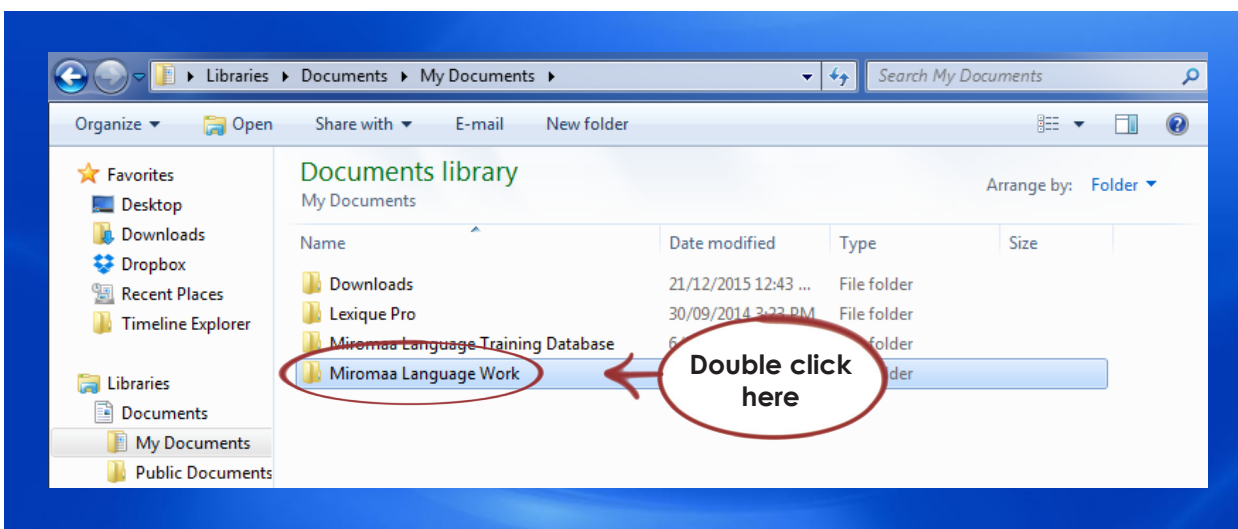 Libraries ▸ Documents ▸ My Documents ▸
Search My Documents
Organize Open Share with E-mail New folder
Favorites
Desktop
Downloads
Dropbox
Recent Places
Timeline Explorer
Libraries
Documents
My Documents
Public Documents
Documents library
My Documents
Arrange by: Folder
Name Date modified Type Size
Downloads 21/12/2015 12:43 ... File folder
Lexique Pro 30/09/2014 3:23 PM File folder
Miromaa Language Training Database folder
Miromaa Language Work
Double click
here